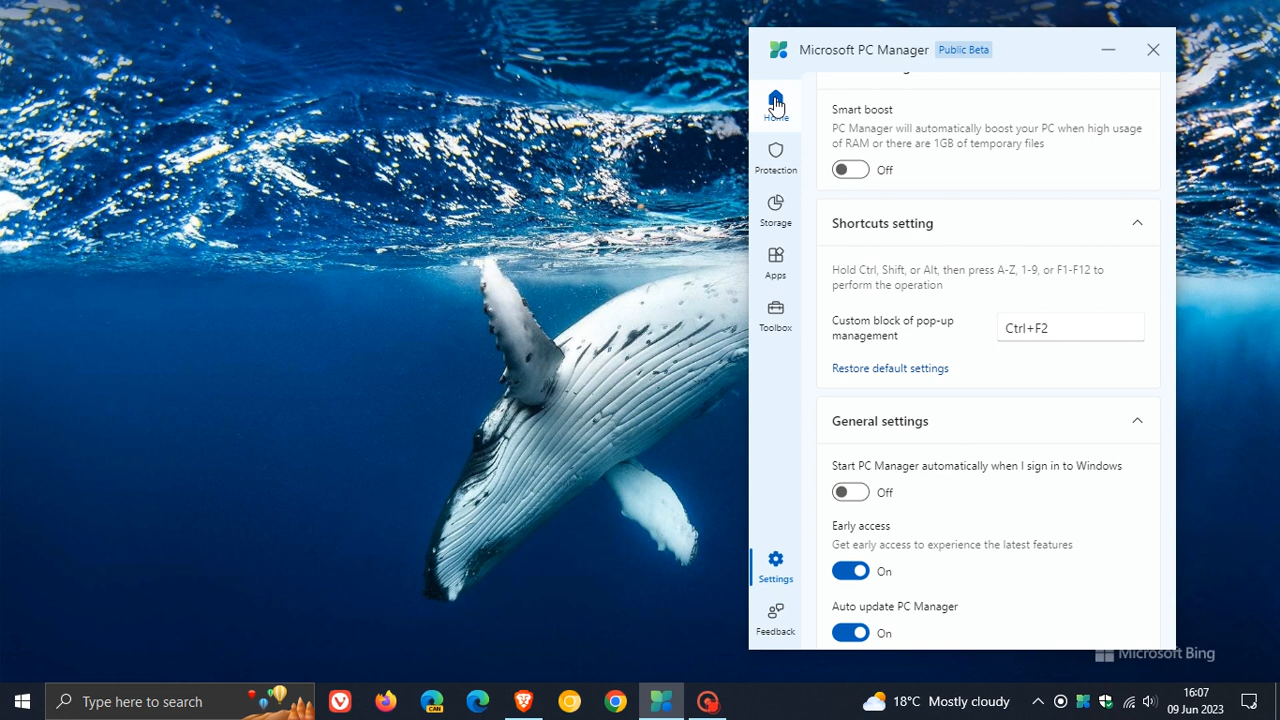 Microsoft PC Manager Public Beta
Home
Protection
Storage
Apps
Toolbox
Settings
Feedback
Smart boost
PC Manager will automatically boost your PC when high usage
of RAM or there are 1GB of temporary files
Off
Shortcuts setting
Hold Ctrl, Shift, or Alt, then press A-Z, 1-9, or F1-F12 to
perform the operation
Custom block of pop-up
management
Ctrl+F2
Restore default settings
General settings
Start PC Manager automatically when I sign in to Windows
Off
Early access
Get early access to experience the latest features
On
Auto update PC Manager
On
Microsoft Bing
Type here to search
CAN
18°C Mostly cloudy
16:07
09 Jun 2023